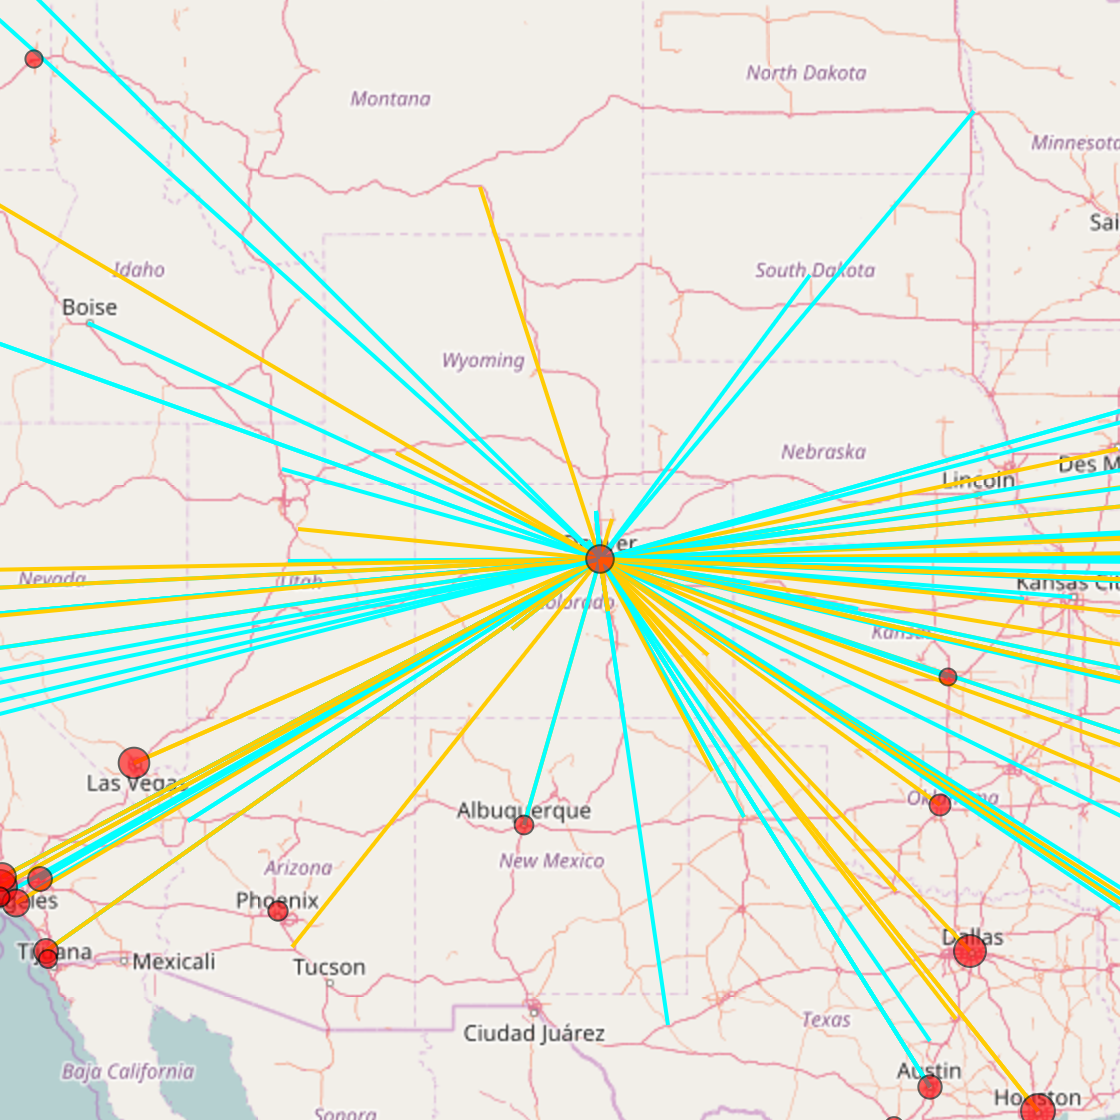 North Dakota
Montana
Minnesota
Sai
Idaho
South Dakota
Boise
Wyoming
Nebraska
Des M
Lincoln
Denver
Nevada
Utah
Kansas Cit
Colorado
Kansas
Las Vegas
Oklahoma
Albuquerque
New Mexico
Arizona
Phoenix
geles
Dallas
Tijuana
Mexicali
Tucson
Ciudad Juárez
Texas
Baja California
Austin
Houston
Sonora